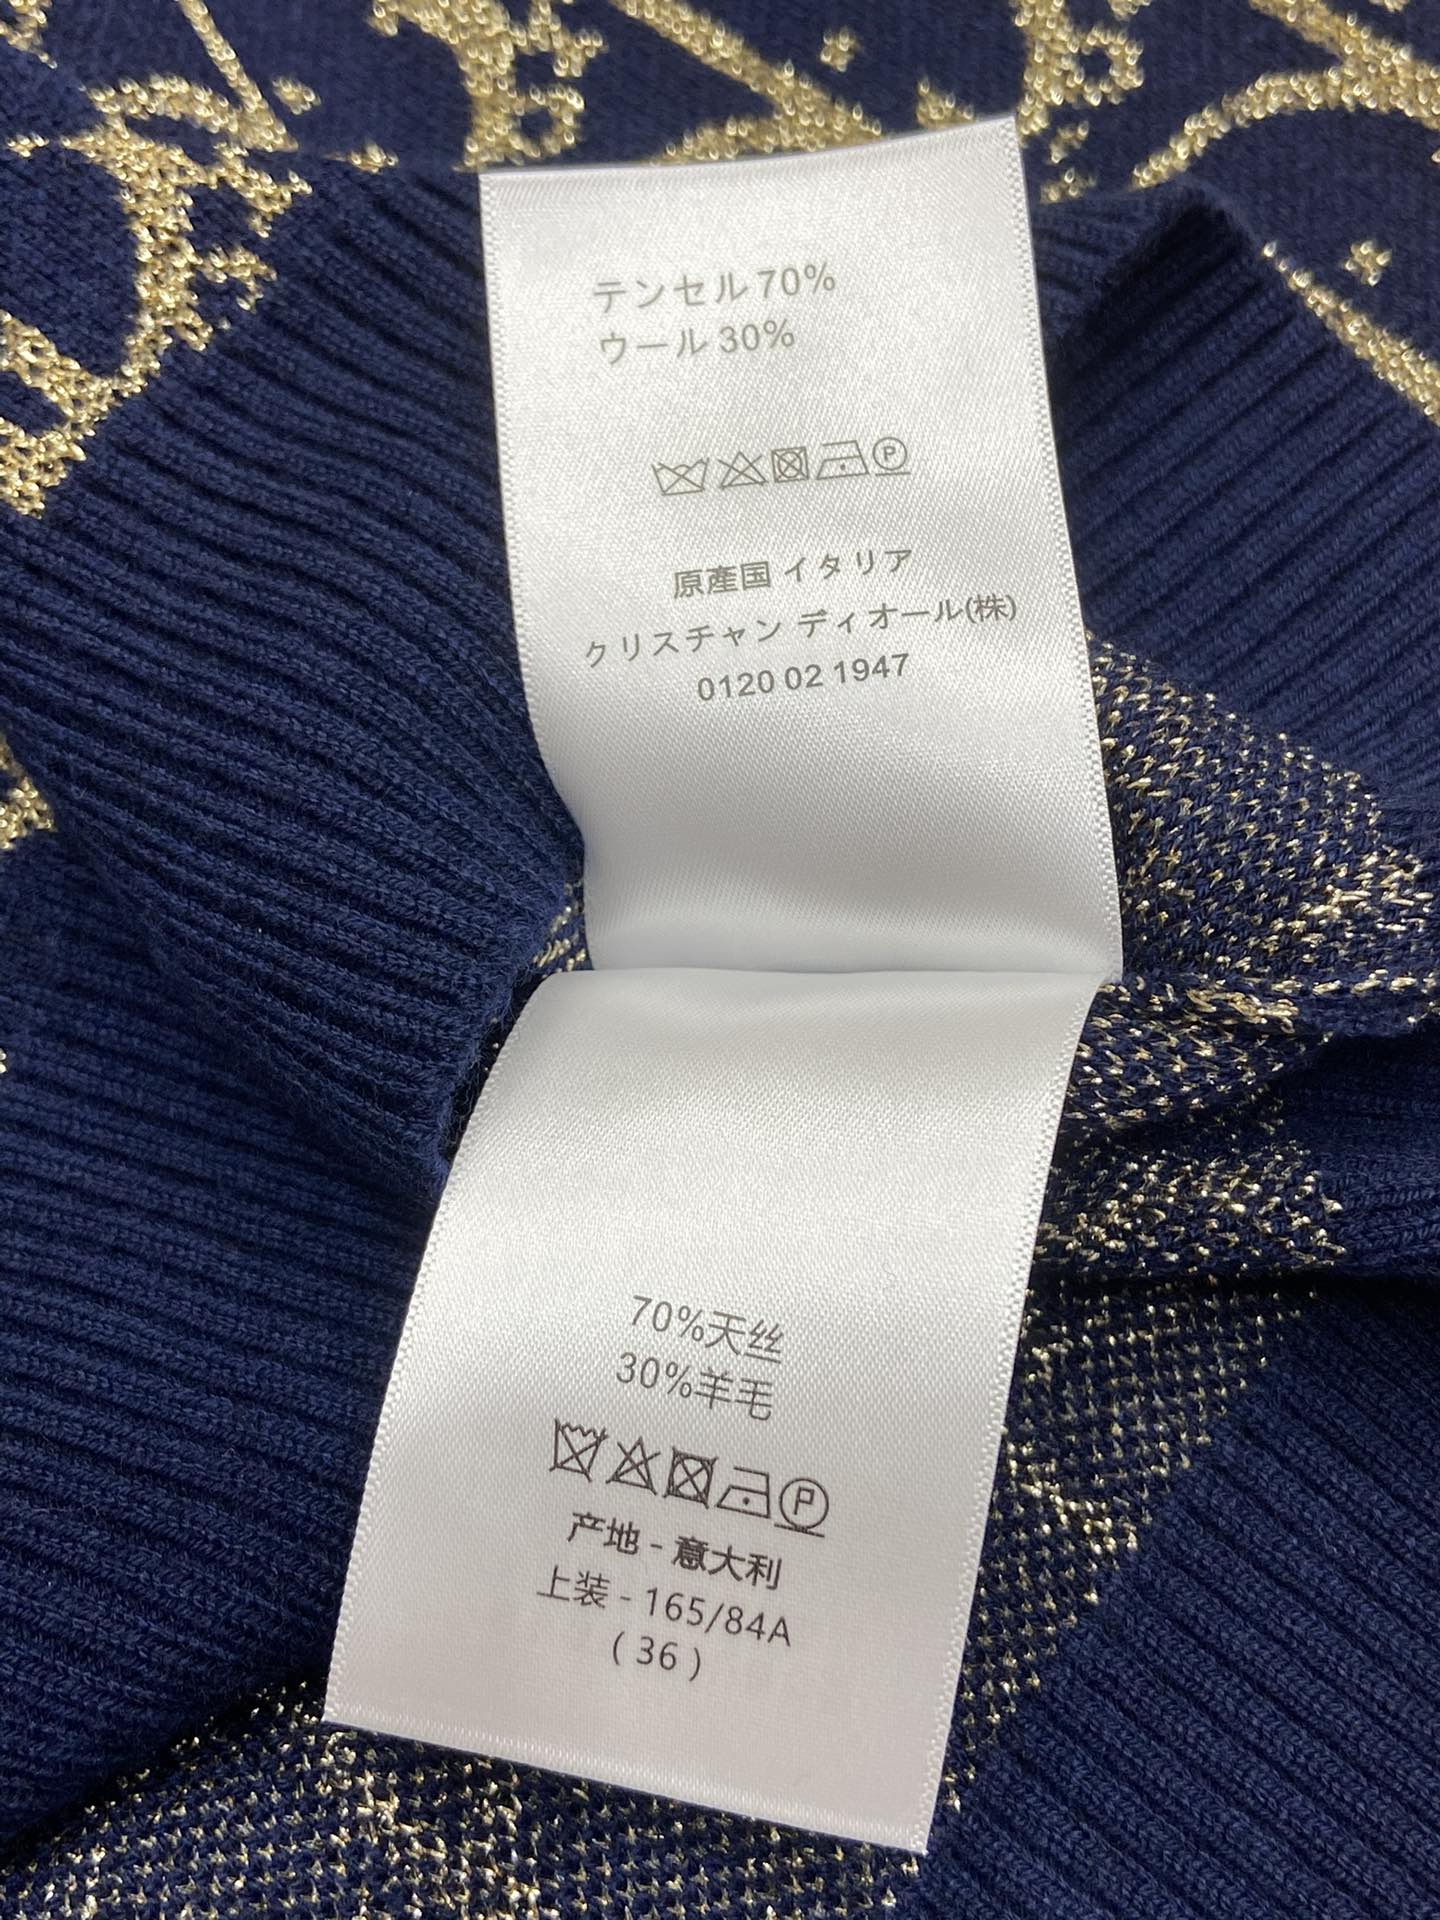 テンセル 70%
ウール 30%
P
原産国 イタリア
クリスチャン ディオール(株)
0120 02 1947
70%天丝
30%羊毛
P
产地 - 意大利
上装 - 165/84A
( 36 )